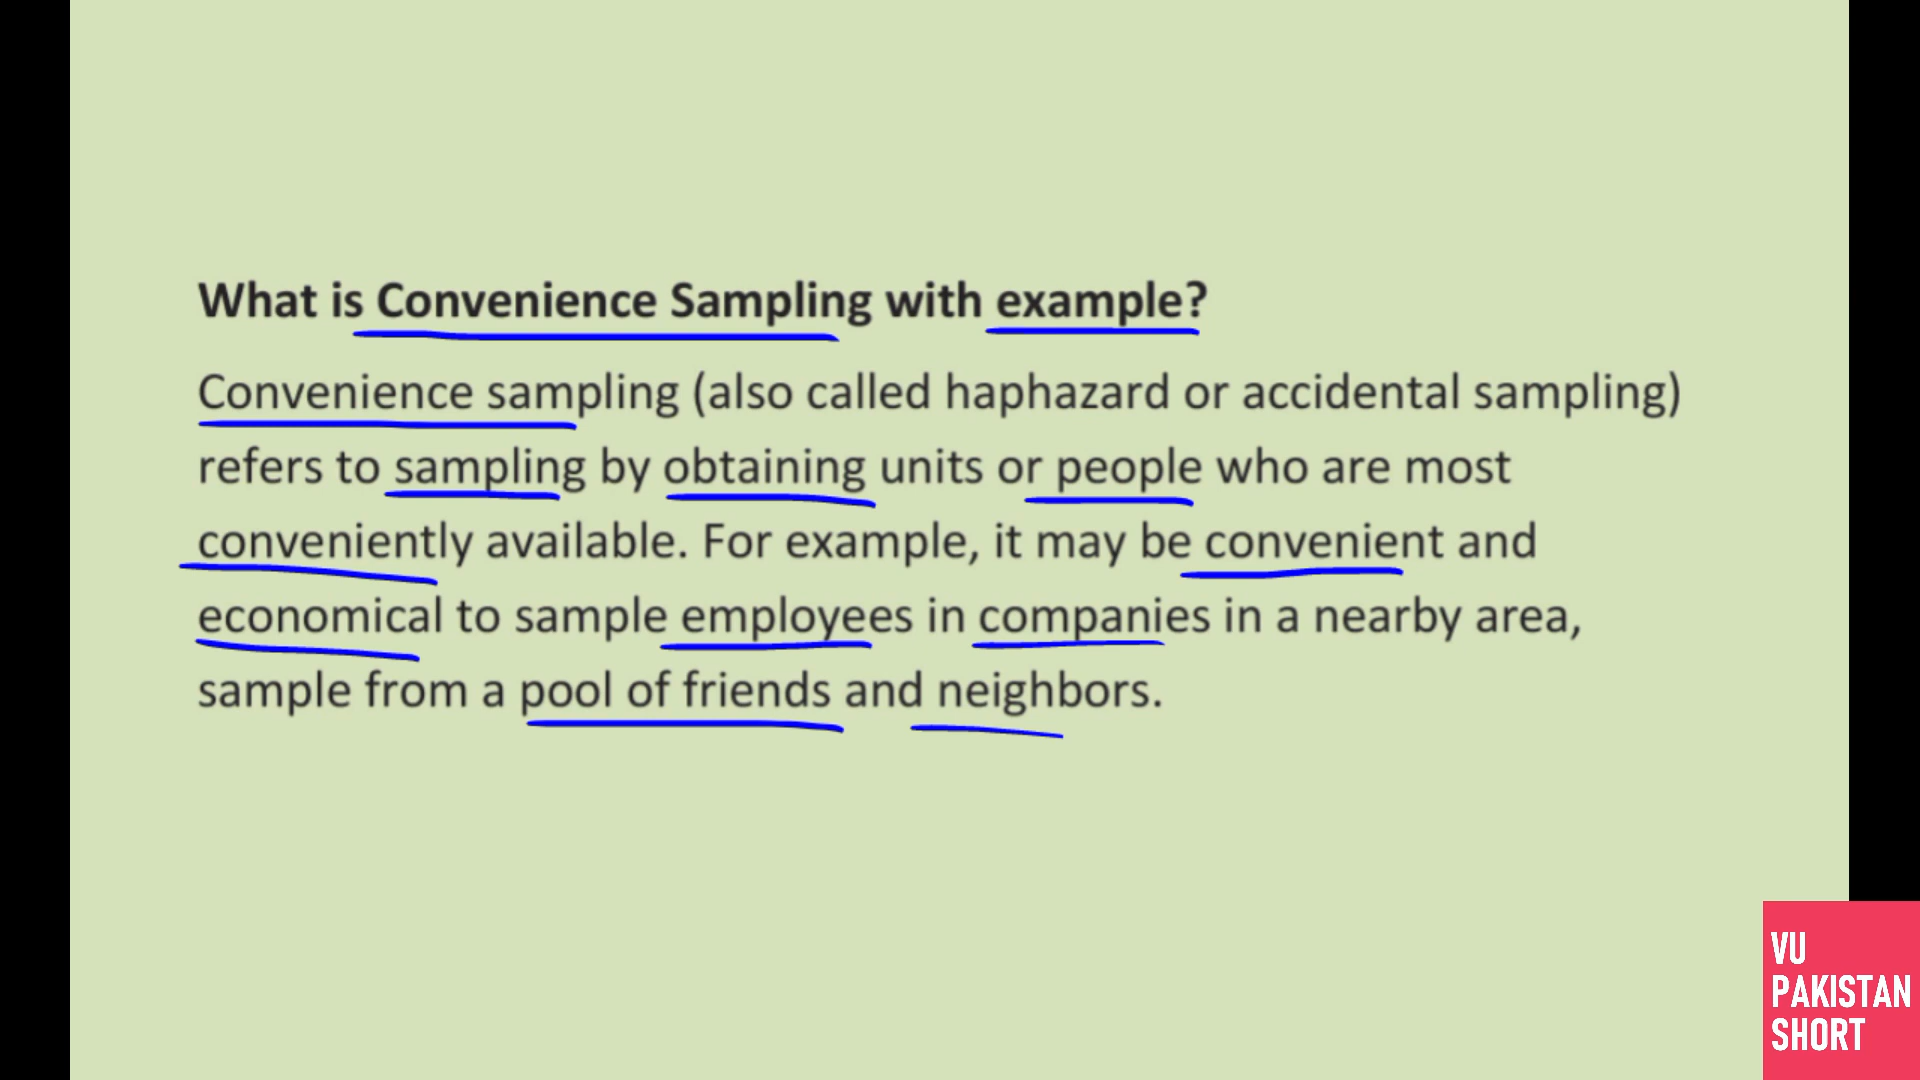 What is Convenience Sampling with example?
Convenience sampling (also called haphazard or accidental sampling)
refers to sampling by obtaining units or people who are most
conveniently available. For example, it may be convenient and
economical to sample employees in companies in a nearby area,
sample from a pool of friends and neighbors.
VU
PAKISTAN
SHORT